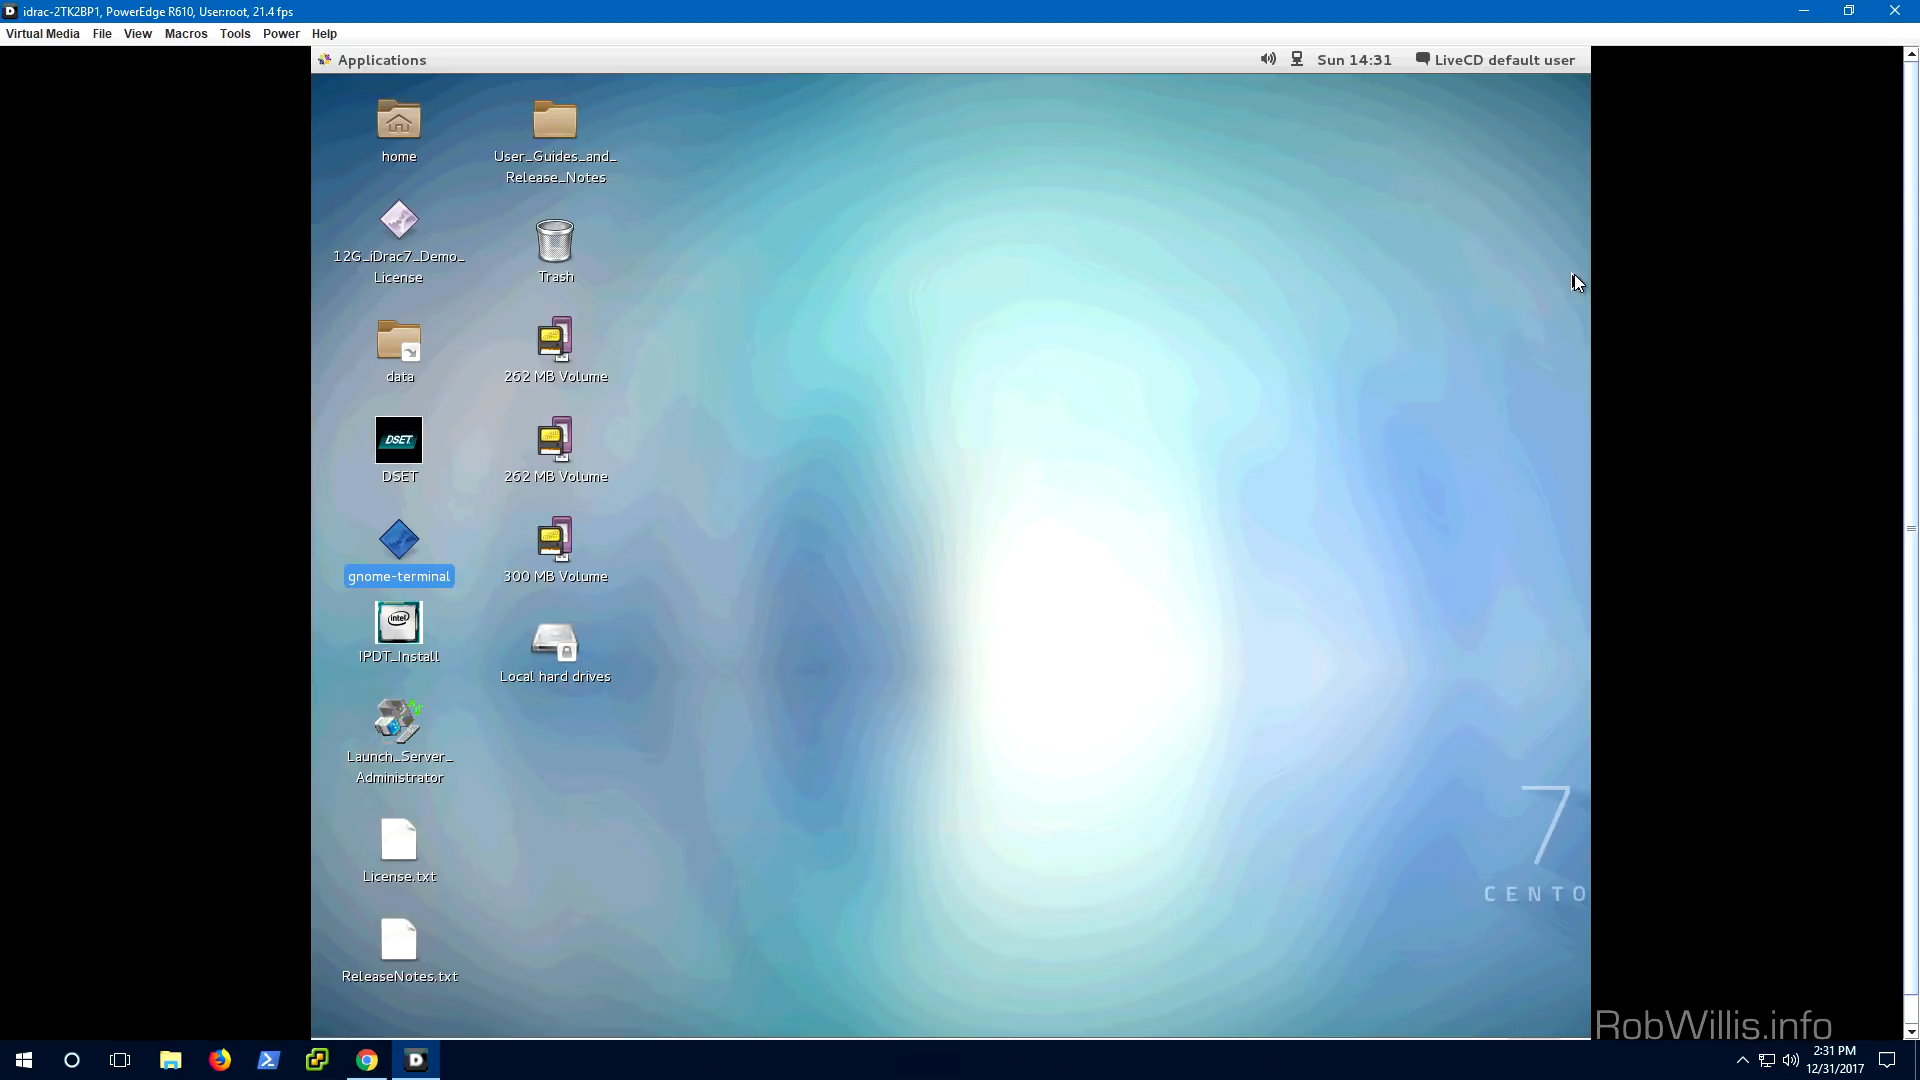 idrac-2TK2BP1, PowerEdge R610, User:root, 21.4 fps
Virtual Media File View Macros Tools Power Help
Applications
Sun 14:31
LiveCD default user
home
User_Guides_and_
Release_Notes
12G_iDrac7_Demo_
License
Trash
data
262 MB Volume
DSET
DSET
262 MB Volume
gnome-terminal
300 MB Volume
intel
IPDT_Install
Local hard drives
Launch_Server_
Administrator
License.txt
ReleaseNotes.txt
7
CENTO
RobWillis.info
2:31 PM
12/31/2017